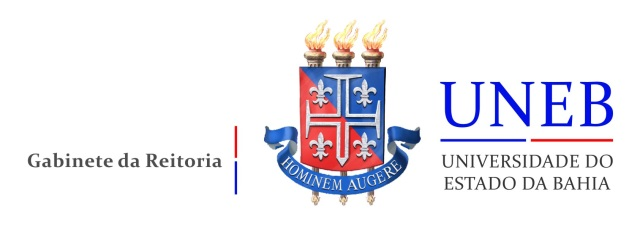 Gabinete da Reitoria
HOMINEM AUGERE
UNEB
UNIVERSIDADE DO
ESTADO DA BAHIA